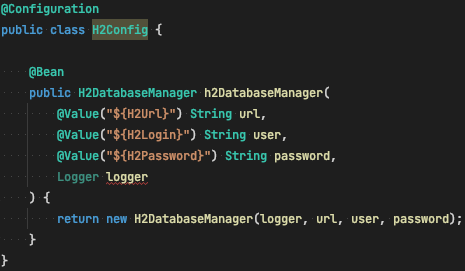 @Configuration
public class H2Config {
@Bean
public H2DatabaseManager h2DatabaseManager(
@Value("${H2Url}") String url,
@Value("${H2Login}") String user,
@Value("${H2Password}") String password,
Logger logger
) {
return new H2DatabaseManager(logger, url, user, password);
}
}